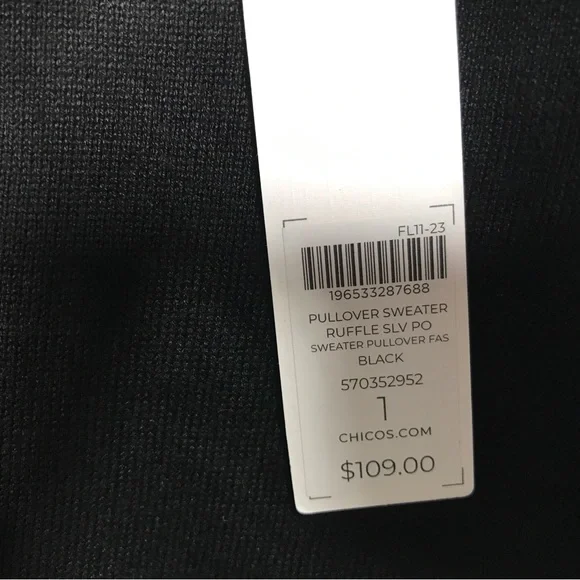 FL11-23
196533287688
PULLOVER SWEATER
RUFFLE SLV PO
SWEATER PULLOVER FAS
BLACK
570352952
1
CHICOS.COM
$109.00